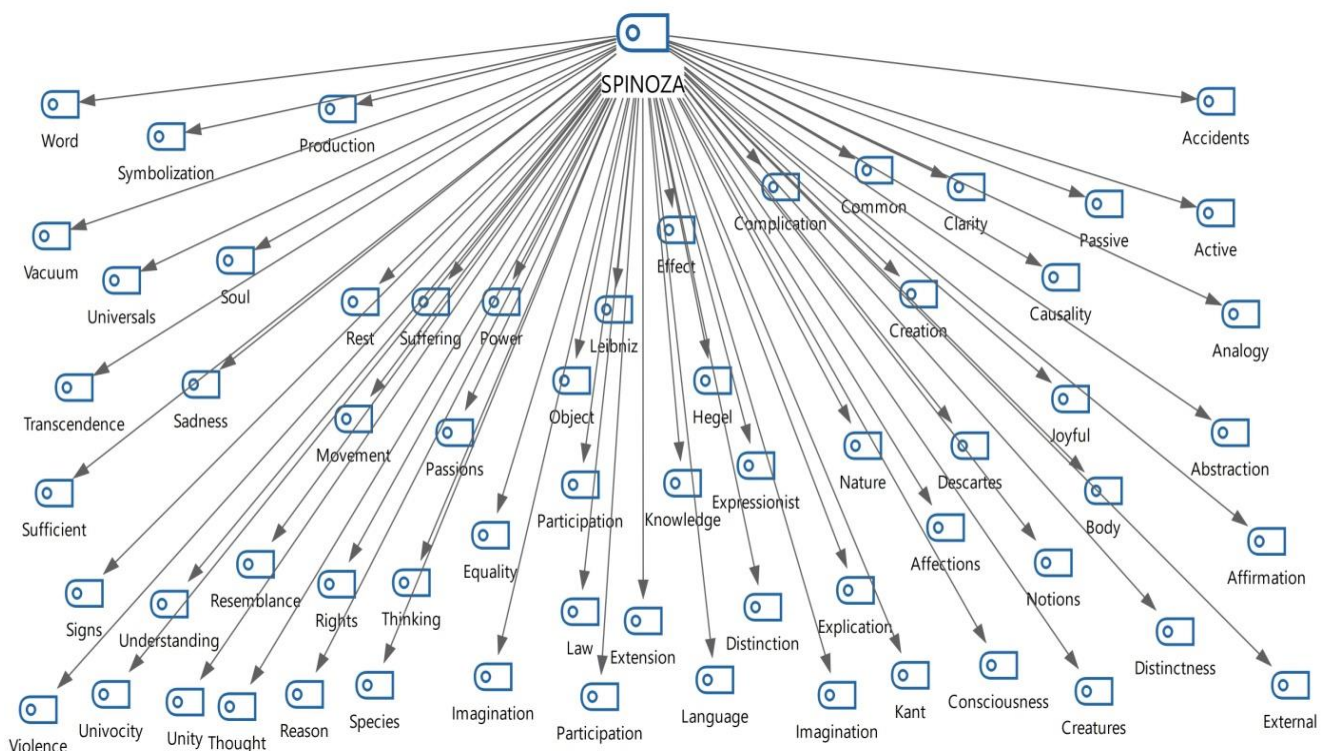 SPINOZA
Word
Symbolization
Production
Accidents
Complication
Common
Clarity
Passive
Active
Vacuum
Universals
Soul
Effect
Rest
Suffering
Power
Leibniz
Creation
Causality
Analogy
Transcendence
Sadness
Movement
Passions
Object
Hegel
Joyful
Abstraction
Sufficient
Participation
Knowledge
Expressionist
Nature
Descartes
Body
Signs
Understanding
Resemblance
Rights
Thinking
Equality
Affections
Notions
Affirmation
Law
Extension
Distinction
Explication
Distinctness
Violence
Univocity
Unity
Thought
Reason
Species
Imagination
Participation
Language
Imagination
Kant
Consciousness
Creatures
External